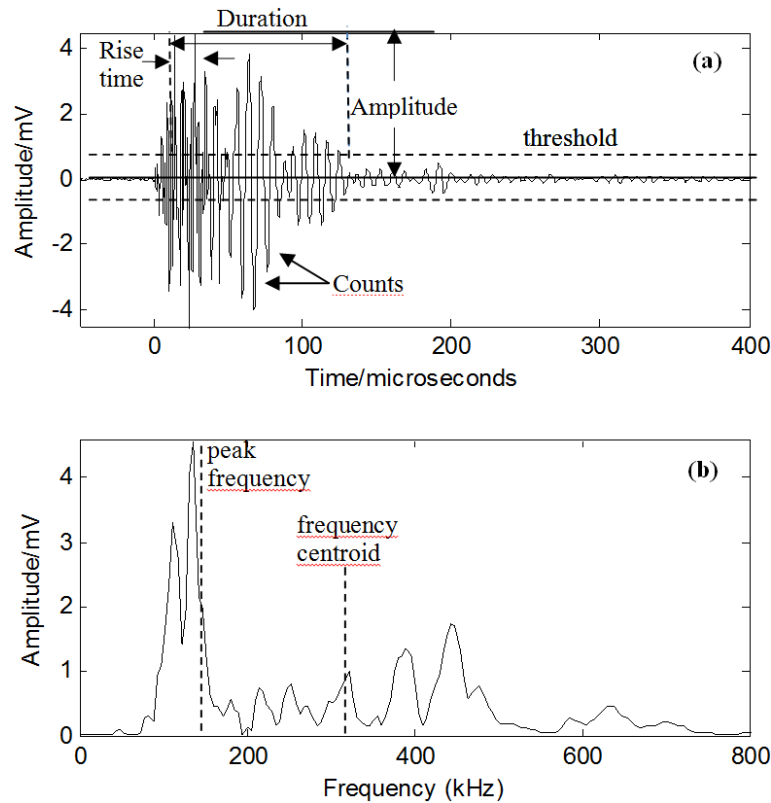 Duration
Rise
time
(a)
Amplitude
threshold
Counts
Amplitude/mV
4
2
0
-2
-4
0
100
200
300
400
Time/microseconds
peak
frequency
(b)
frequency
centroid
Amplitude/mV
4
3
2
1
0
0
200
400
600
800
Frequency (kHz)